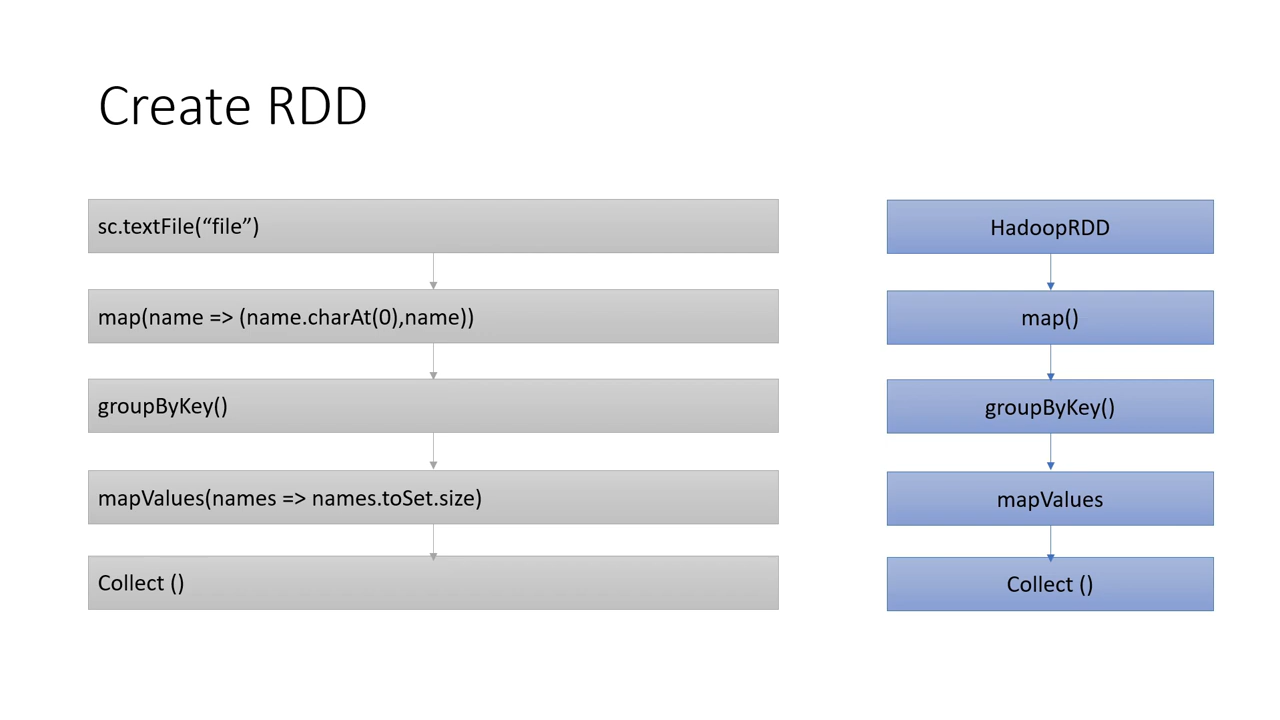 Create RDD
sc.textFile(“file”)
map(name => (name.charAt(0),name))
groupByKey()
mapValues(names => names.toSet.size)
Collect ()
HadoopRDD
map()
groupByKey()
mapValues
Collect ()